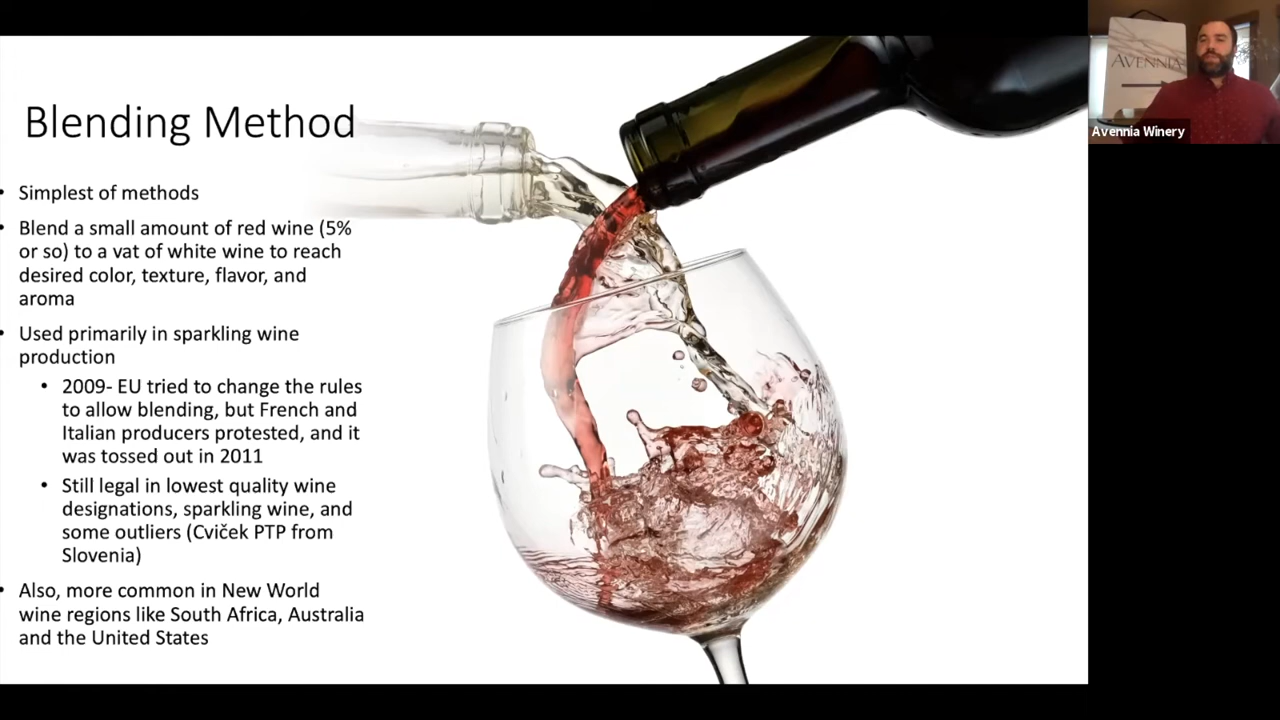 Blending Method
• Simplest of methods
• Blend a small amount of red wine (5%
or so) to a vat of white wine to reach
desired color, texture, flavor, and
aroma
• Used primarily in sparkling wine
production
• 2009- EU tried to change the rules
to allow blending, but French and
Italian producers protested, and it
was tossed out in 2011
• Still legal in lowest quality wine
designations, sparkling wine, and
some outliers (Cviček PTP from
Slovenia)
• Also, more common in New World
wine regions like South Africa, Australia
and the United States
AVENNIA
Avennia Winery